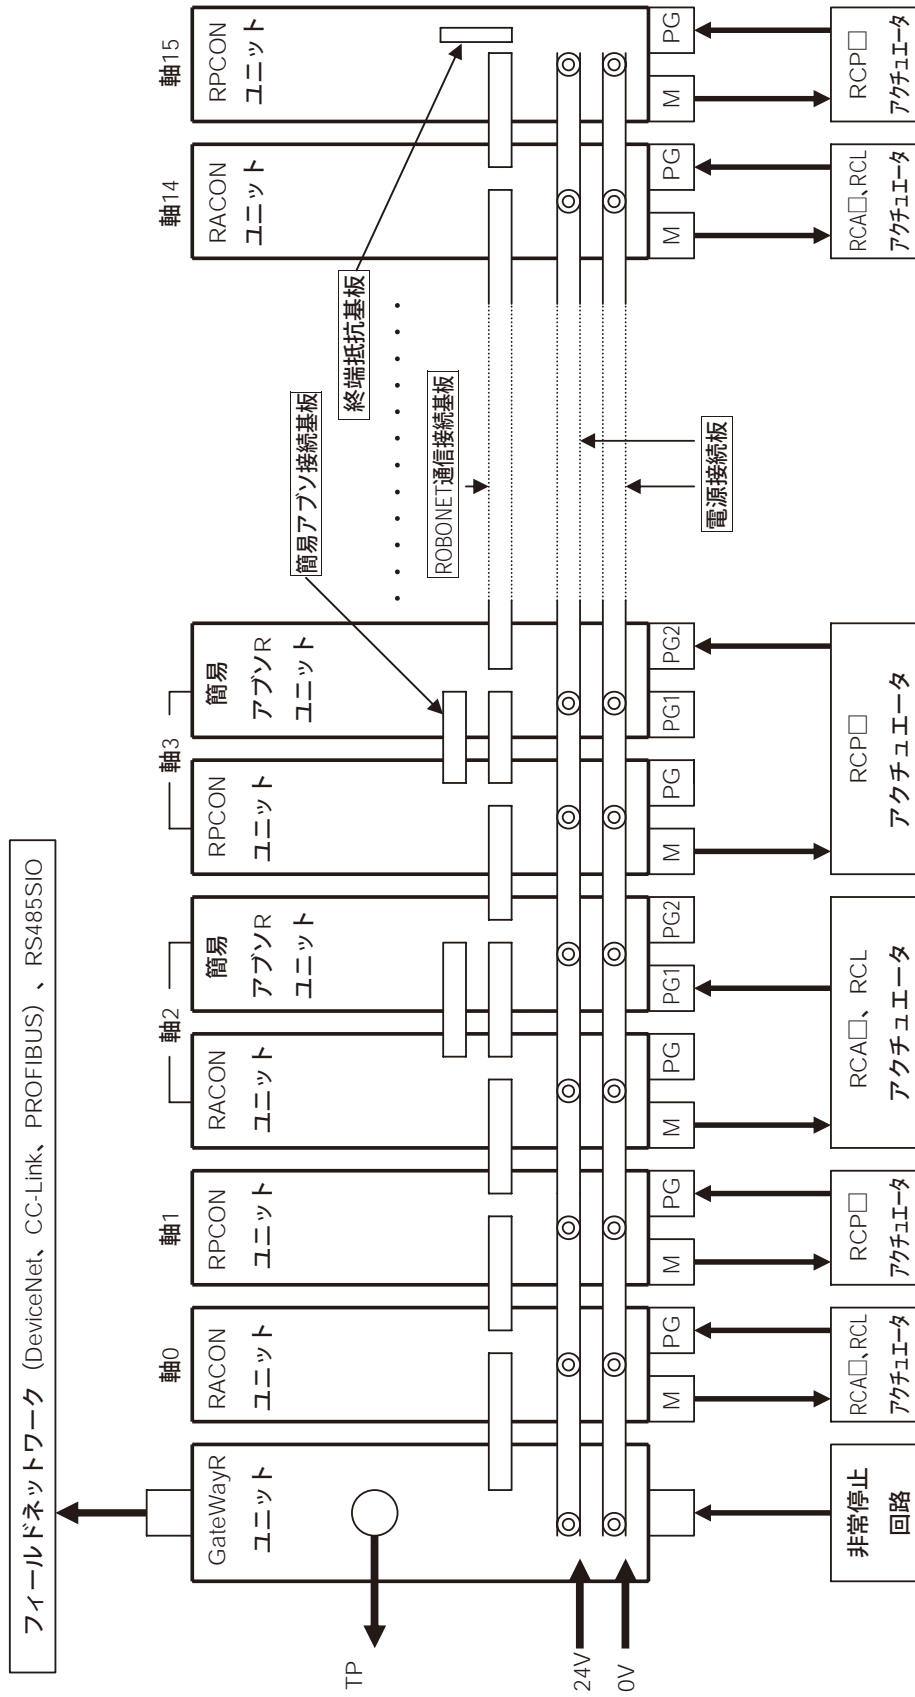 フィールドネットワーク（DeviceNet、CC-Link、PROFIBUS）、RS485SIO
軸0
軸1
軸2
軸3
軸14
軸15
GateWayR
ユニット
RACON
ユニット
RPCON
ユニット
RACON
ユニット
簡易
アブソR
ユニット
RPCON
ユニット
簡易
アブソR
ユニット
RACON
ユニット
RPCON
ユニット
簡易アブソ接続基板
終端抵抗基板
ROBONET通信接続基板
電源接続板
TP
24V
0V
M
PG
M
PG
M
PG
PG1
PG2
M
PG
PG1
PG2
M
PG
M
PG
非常停止
回路
RCA□、RCL
アクチュエータ
RCP□
アクチュエータ
RCA□、RCL
アクチュエータ
RCP□
アクチュエータ
RCA□、RCL
アクチュエータ
RCP□
アクチュエータ